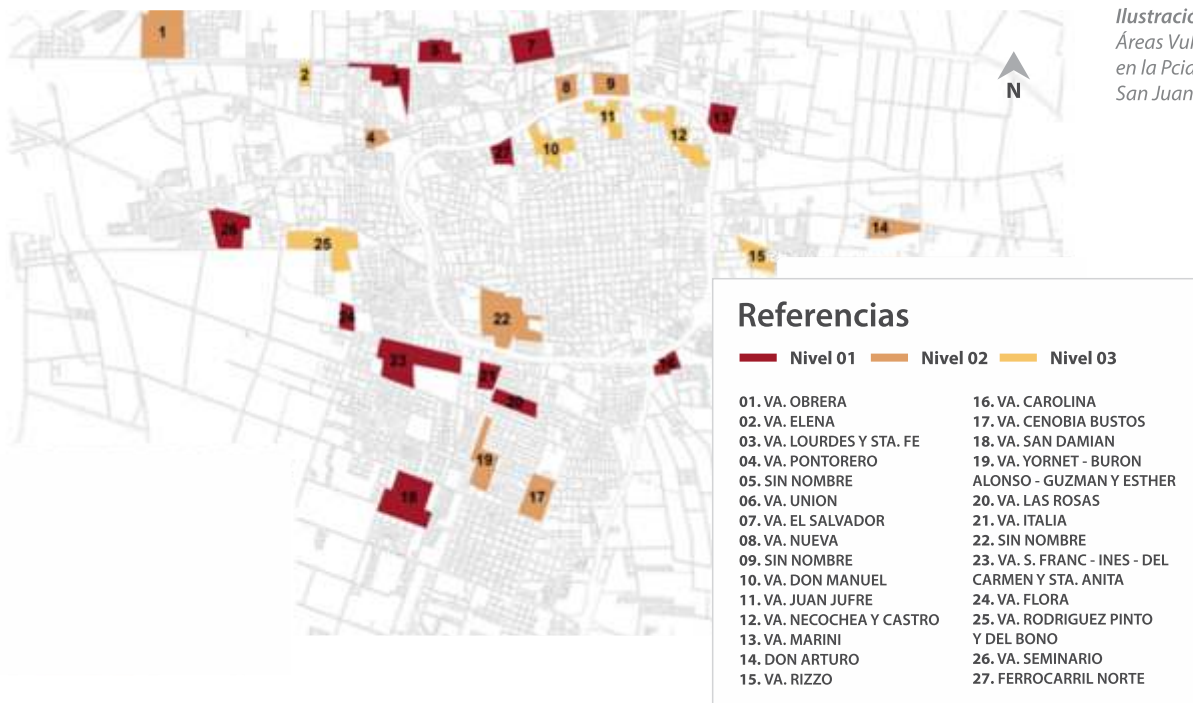 Ilustració
Áreas Vul
en la Pcia
San Juan
N
1
2
3
7
8
9
4
11
13
12
10
27
26
25
14
15
24
22
23
21
20
19
17
18
Referencias
Nivel 01 Nivel 02 Nivel 03
01. VA. OBRERA
02. VA. ELENA
03. VA. LOURDES Y STA. FE
04. VA. PONTORERO
05. SIN NOMBRE
06. VA. UNION
07. VA. EL SALVADOR
08. VA. NUEVA
09. SIN NOMBRE
10. VA. DON MANUEL
11. VA. JUAN JUFRE
12. VA. NECOCHEA Y CASTRO
13. VA. MARINI
14. DON ARTURO
15. VA. RIZZO
16. VA. CAROLINA
17. VA. CENOBIA BUSTOS
18. VA. SAN DAMIAN
19. VA. YORNET - BURON
ALONSO - GUZMAN Y ESTHER
20. VA. LAS ROSAS
21. VA. ITALIA
22. SIN NOMBRE
23. VA. S. FRANC - INES - DEL
CARMEN Y STA. ANITA
24. VA. FLORA
25. VA. RODRIGUEZ PINTO
Y DEL BONO
26. VA. SEMINARIO
27. FERROCARRIL NORTE